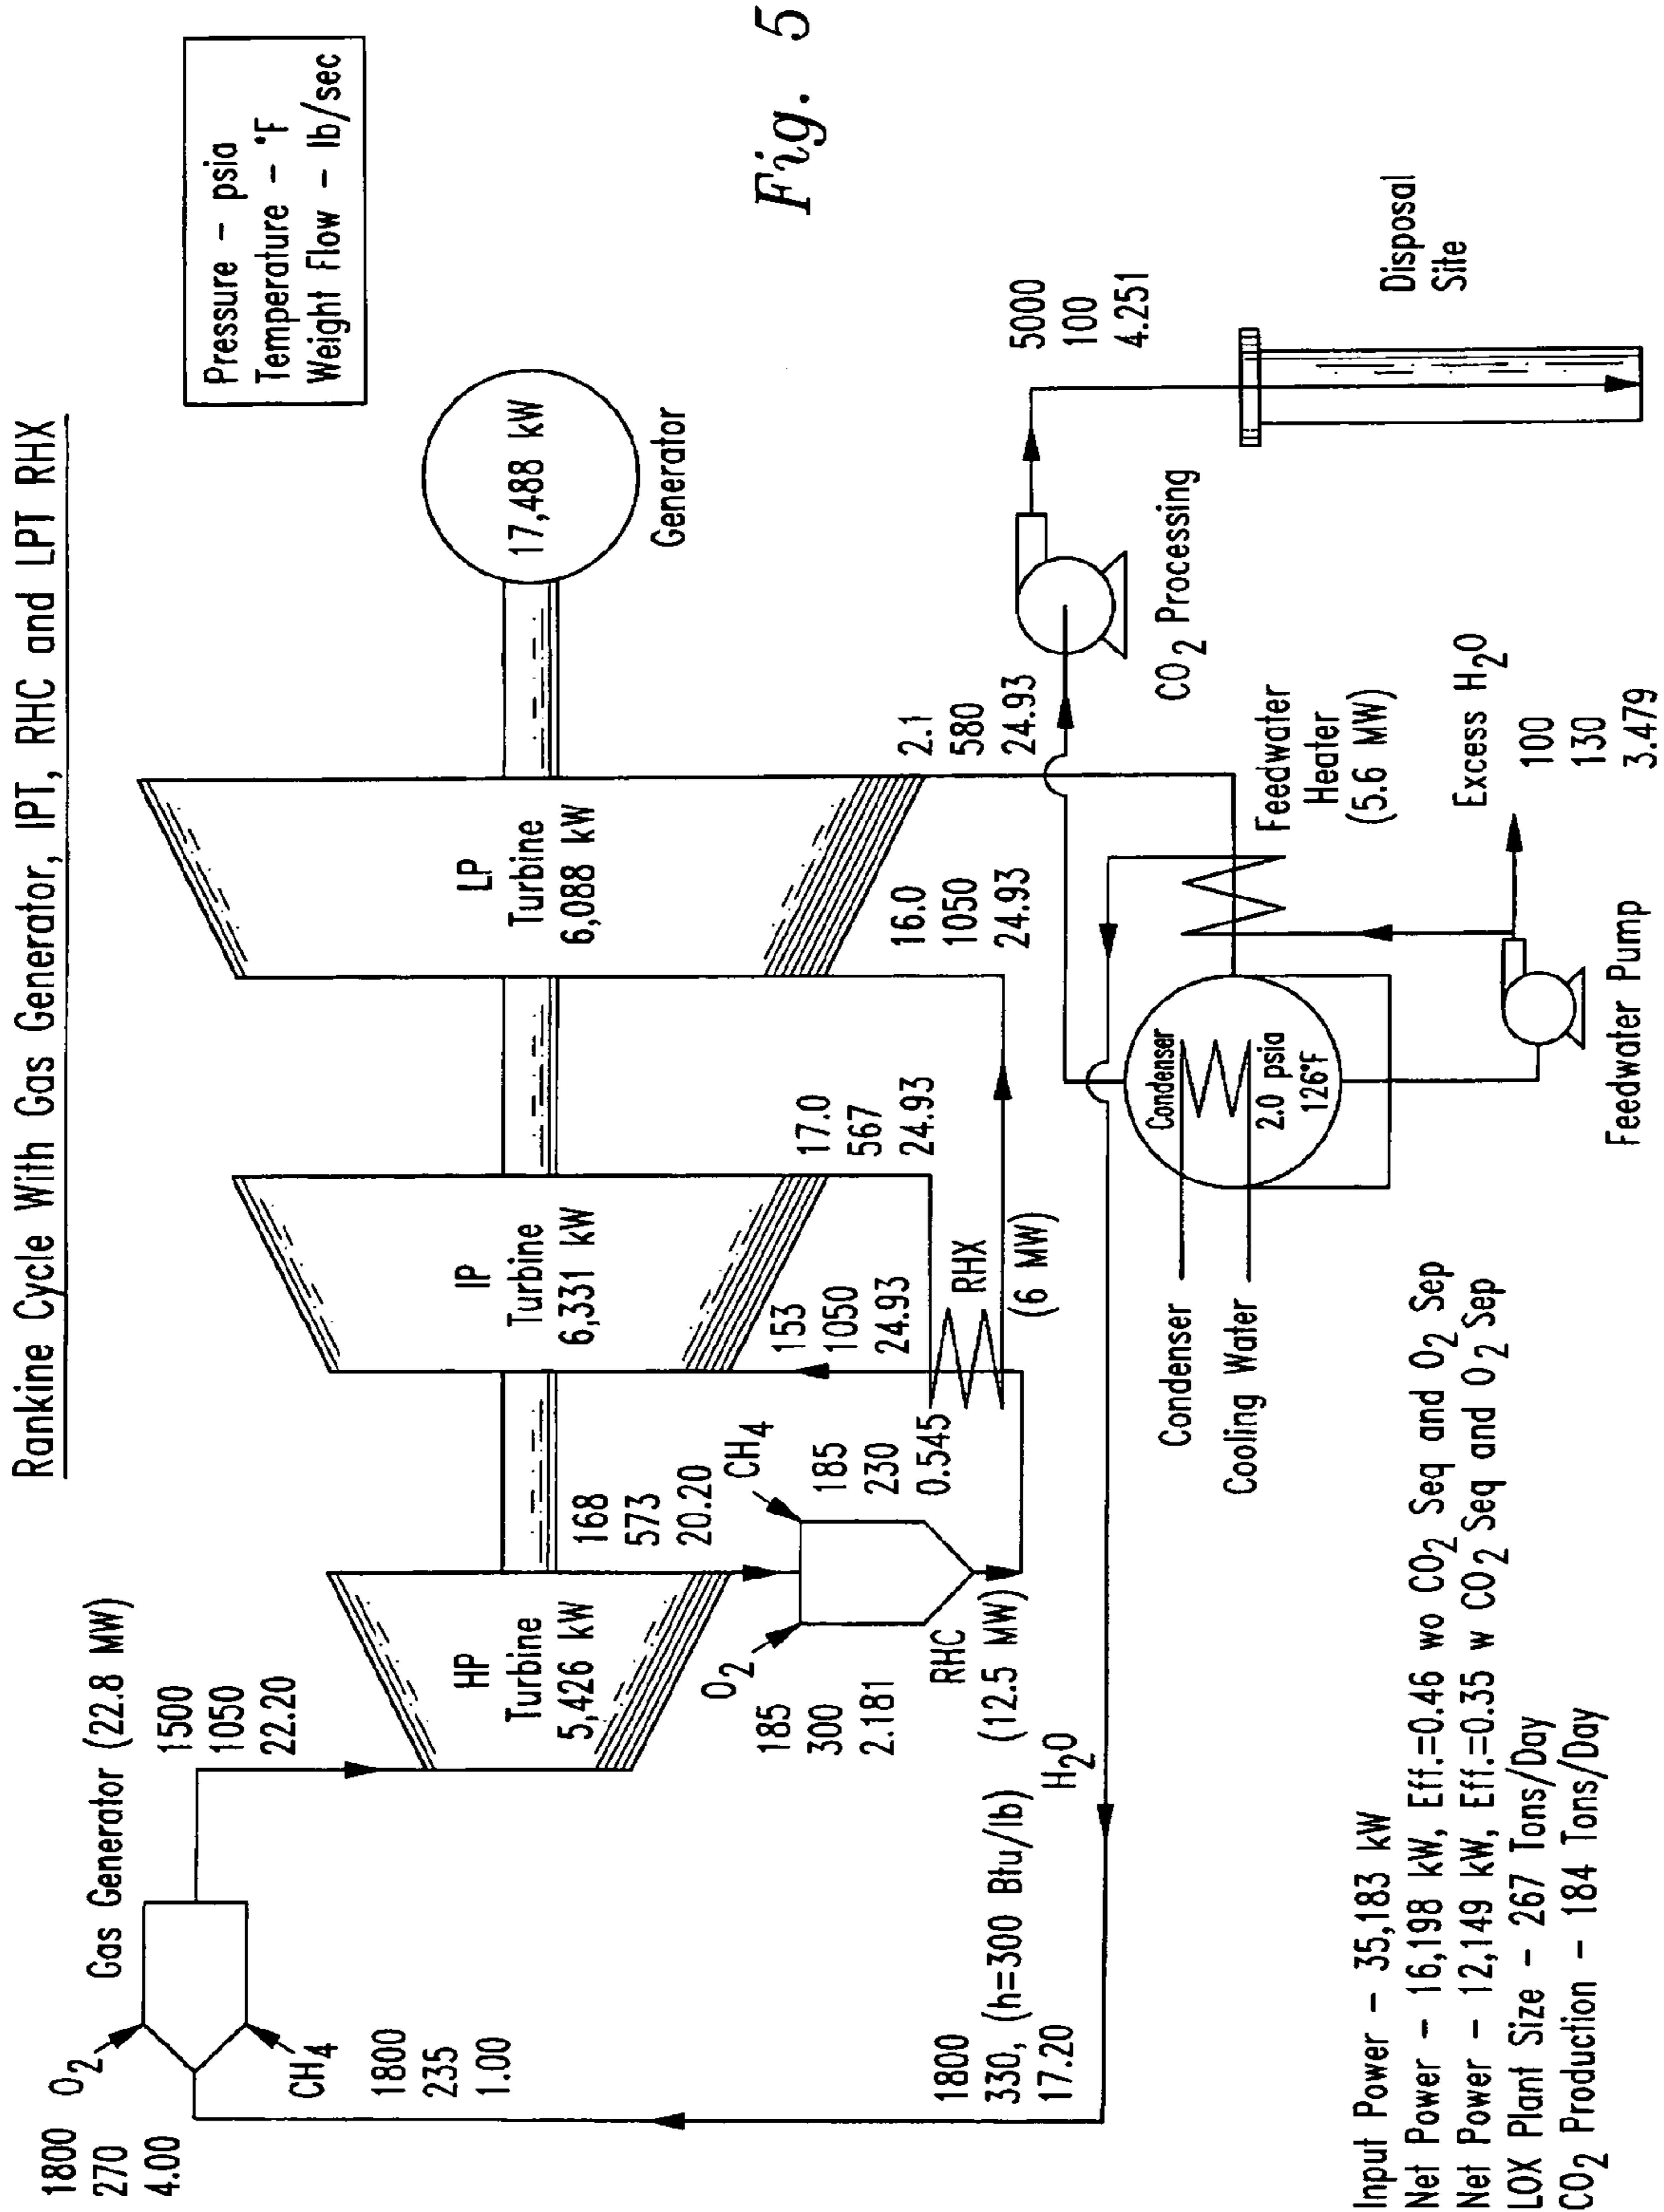 Rankine Cycle With Gas Generator, IPT, RHC and LPT RHX
Pressure – psia
Temperature – °F
Weight Flow – lb/sec
1800
270
4.00
O2
CH4
1800
235
1.00
Gas Generator (22.8 MW)
1500
1050
22.20
HP
Turbine
5,426 kW
168
573
20.20
O2
185
300
2.181
CH4
185
230
0.545
RHC
(12.5 MW)
IP
Turbine
6,331 kW
153
1050
24.93
17.0
567
24.93
RHX
(6 MW)
LP
Turbine
6,088 kW
16.0
1050
24.93
2.1
580
24.93
17,488 kW
Generator
1800
330, (h=300 Btu/lb)
17.20
H2O
Condenser
2.0 psia
126°F
Condenser
Cooling Water
Feedwater
Heater
(5.6 MW)
Feedwater Pump
Excess H2O
100
130
3.479
CO2 Processing
5000
100
4.251
Disposal
Site
Input Power – 35,183 kW
Net Power – 16,198 kW, Eff.=0.46 wo CO2 Seq and O2 Sep
Net Power – 12,149 kW, Eff.=0.35 w CO2 Seq and O2 Sep
LOX Plant Size – 267 Tons/Day
CO2 Production – 184 Tons/Day
Fig. 5